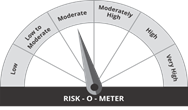 Low
Low to
Moderate
Moderate
Moderately
High
High
Very High
RISK - O - METER